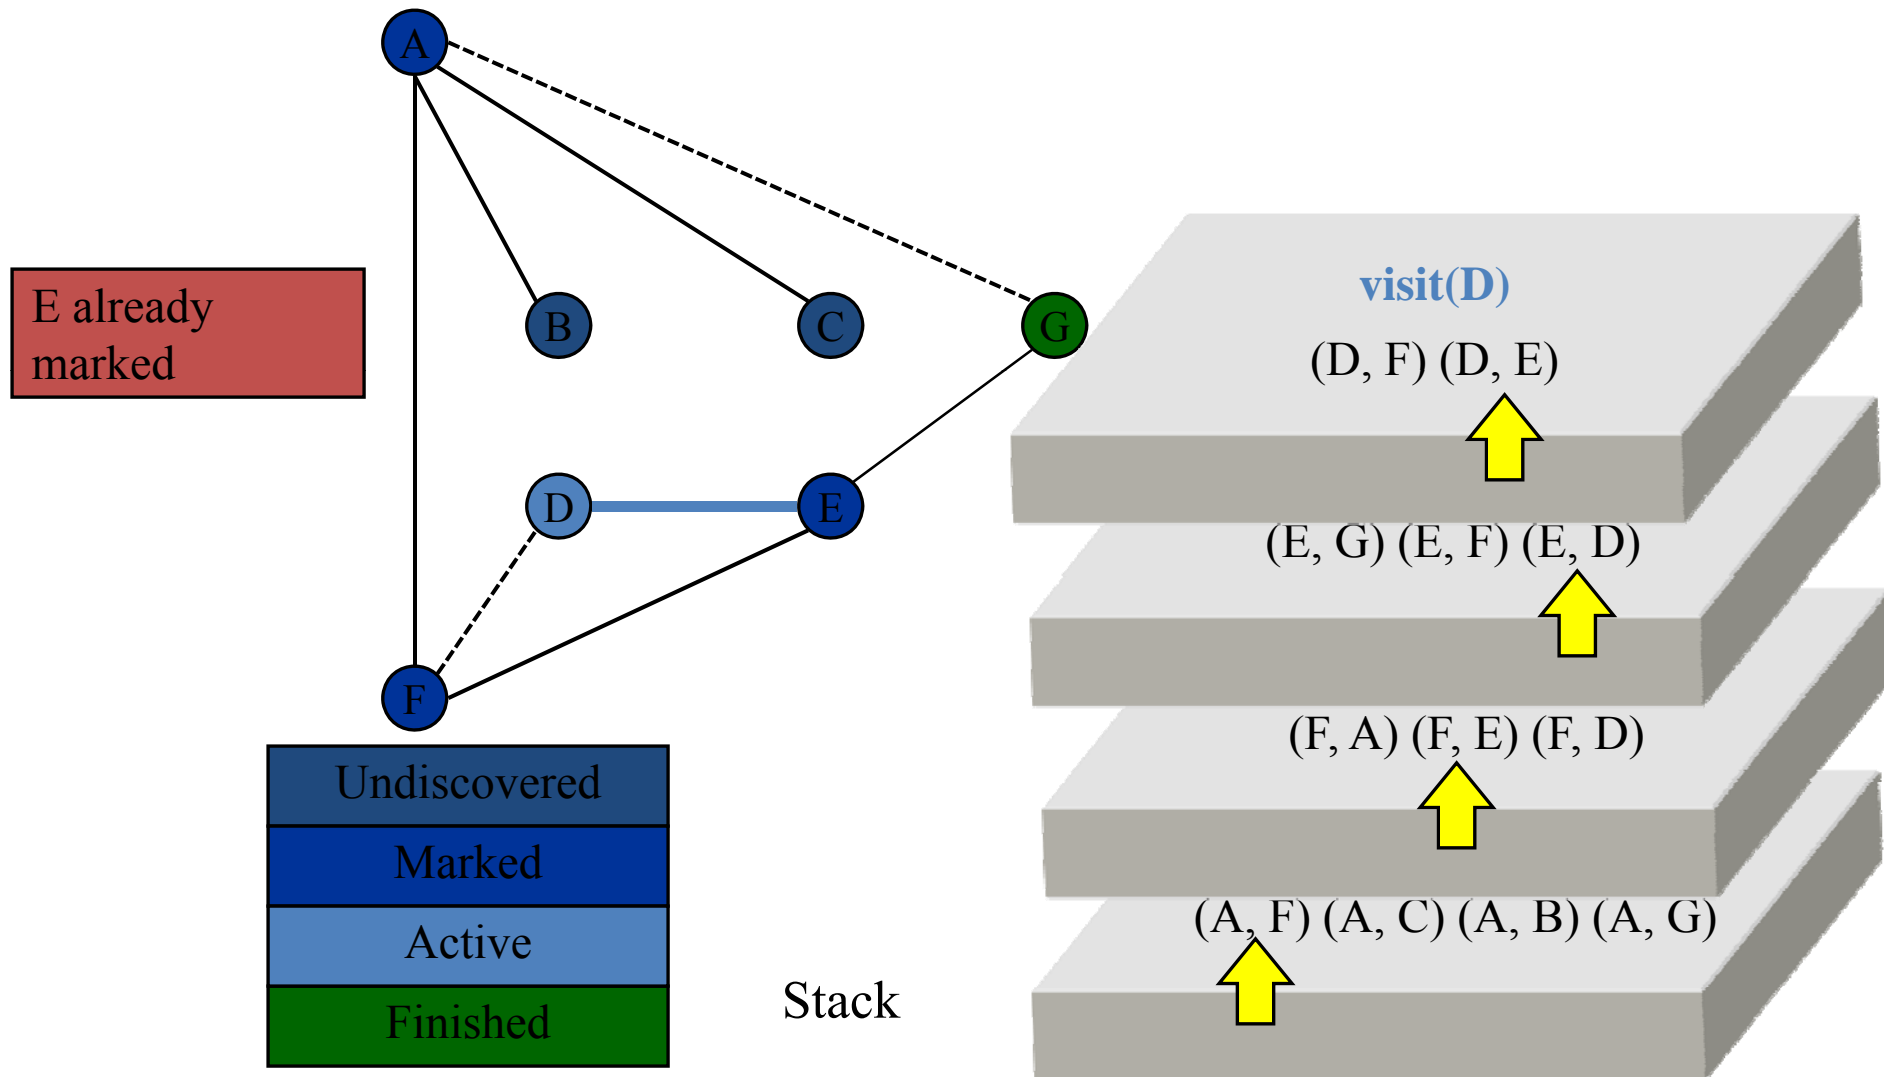 A
E already
marked
B
C
G
D
E
F
visit(D)
(D, F) (D, E)
(E, G) (E, F) (E, D)
(F, A) (F, E) (F, D)
(A, F) (A, C) (A, B) (A, G)
Undiscovered
Marked
Active
Finished
Stack